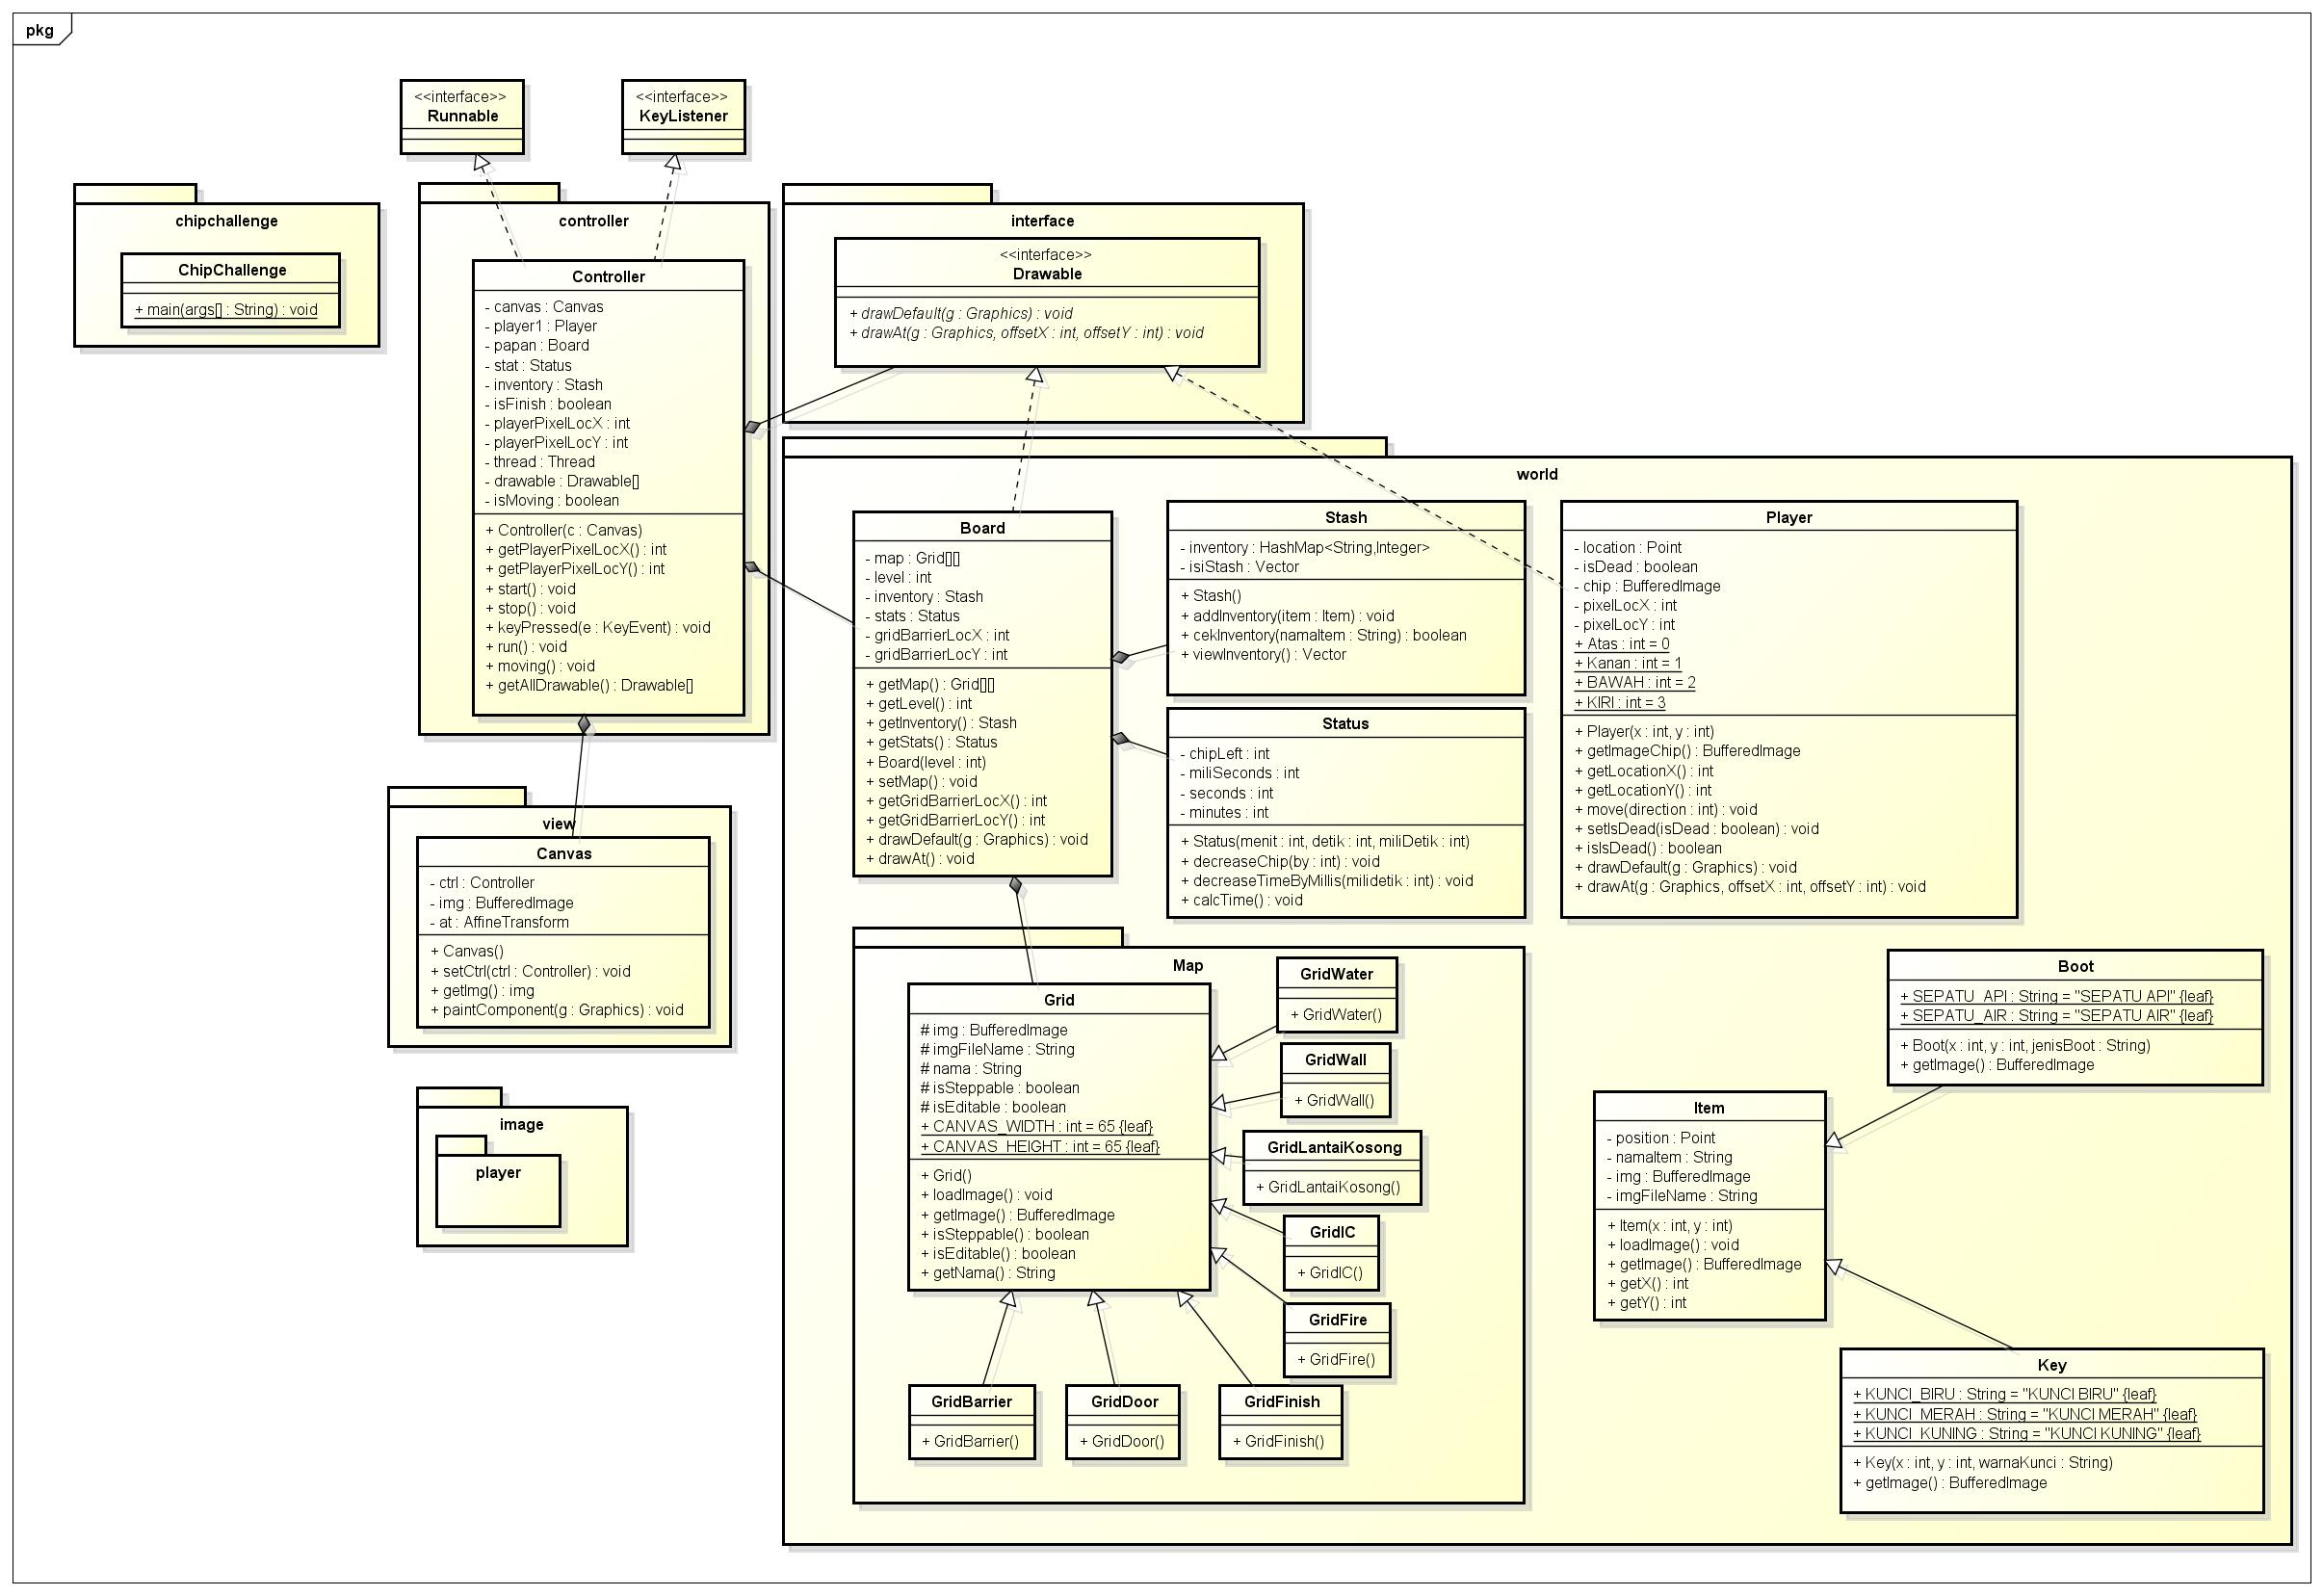 pkg
<<interface>>
Runnable
<<interface>>
KeyListener
chipchallenge
ChipChallenge
+ main(args[] : String) : void
controller
Controller
- canvas : Canvas
- player1 : Player
- papan : Board
- stat : Status
- inventory : Stash
- isFinish : boolean
- playerPixelLocX : int
- playerPixelLocY : int
- thread : Thread
- drawable : Drawable[]
- isMoving : boolean
+ Controller(c : Canvas)
+ getPlayerPixelLocX() : int
+ getPlayerPixelLocY() : int
+ start() : void
+ stop() : void
+ keyPressed(e : KeyEvent) : void
+ run() : void
+ moving() : void
+ getAllDrawable() : Drawable[]
interface
<<interface>>
Drawable
+ drawDefault(g : Graphics) : void
+ drawAt(g : Graphics, offsetX : int, offsetY : int) : void
view
Canvas
- ctrl : Controller
- img : BufferedImage
- at : AffineTransform
+ Canvas()
+ setCtrl(ctrl : Controller) : void
+ getImg() : img
+ paintComponent(g : Graphics) : void
image
player
world
Board
- map : Grid[][]
- level : int
- inventory : Stash
- stats : Status
- gridBarrierLocX : int
- gridBarrierLocY : int
+ getMap() : Grid[][]
+ getLevel() : int
+ getInventory() : Stash
+ getStats() : Status
+ Board(level : int)
+ setMap() : void
+ getGridBarrierLocX() : int
+ getGridBarrierLocY() : int
+ drawDefault(g : Graphics) : void
+ drawAt() : void
Stash
- inventory : HashMap<String,Integer>
- isiStash : Vector
+ Stash()
+ addInventory(item : Item) : void
+ cekInventory(namaItem : String) : boolean
+ viewInventory() : Vector
Status
- chipLeft : int
- miliSeconds : int
- seconds : int
- minutes : int
+ Status(menit : int, detik : int, miliDetik : int)
+ decreaseChip(by : int) : void
+ decreaseTimeByMillis(milidetik : int) : void
+ calcTime() : void
Player
- location : Point
- isDead : boolean
- chip : BufferedImage
- pixelLocX : int
- pixelLocY : int
+ Atas : int = 0
+ Kanan : int = 1
+ BAWAH : int = 2
+ KIRI : int = 3
+ Player(x : int, y : int)
+ getImageChip() : BufferedImage
+ getLocationX() : int
+ getLocationY() : int
+ move(direction : int) : void
+ setIsDead(isDead : boolean) : void
+ isIsDead() : boolean
+ drawDefault(g : Graphics) : void
+ drawAt(g : Graphics, offsetX : int, offsetY : int) : void
Map
Grid
# img : BufferedImage
# imgFileName : String
# nama : String
# isSteppable : boolean
# isEditable : boolean
+ CANVAS_WIDTH : int = 65 {leaf}
+ CANVAS_HEIGHT : int = 65 {leaf}
+ Grid()
+ loadImage() : void
+ getImage() : BufferedImage
+ isSteppable() : boolean
+ isEditable() : boolean
+ getNama() : String
GridWater
+ GridWater()
GridWall
+ GridWall()
GridLantaiKosong
+ GridLantaiKosong()
GridIC
+ GridIC()
GridFire
+ GridFire()
GridBarrier
+ GridBarrier()
GridDoor
+ GridDoor()
GridFinish
+ GridFinish()
Boot
+ SEPATU_API : String = "SEPATU API" {leaf}
+ SEPATU_AIR : String = "SEPATU AIR" {leaf}
+ Boot(x : int, y : int, jenisBoot : String)
+ getImage() : BufferedImage
Item
- position : Point
- namaItem : String
- img : BufferedImage
- imgFileName : String
+ Item(x : int, y : int)
+ loadImage() : void
+ getImage() : BufferedImage
+ getX() : int
+ getY() : int
Key
+ KUNCI_BIRU : String = "KUNCI BIRU" {leaf}
+ KUNCI_MERAH : String = "KUNCI MERAH" {leaf}
+ KUNCI_KUNING : String = "KUNCI KUNING" {leaf}
+ Key(x : int, y : int, warnaKunci : String)
+ getImage() : BufferedImage